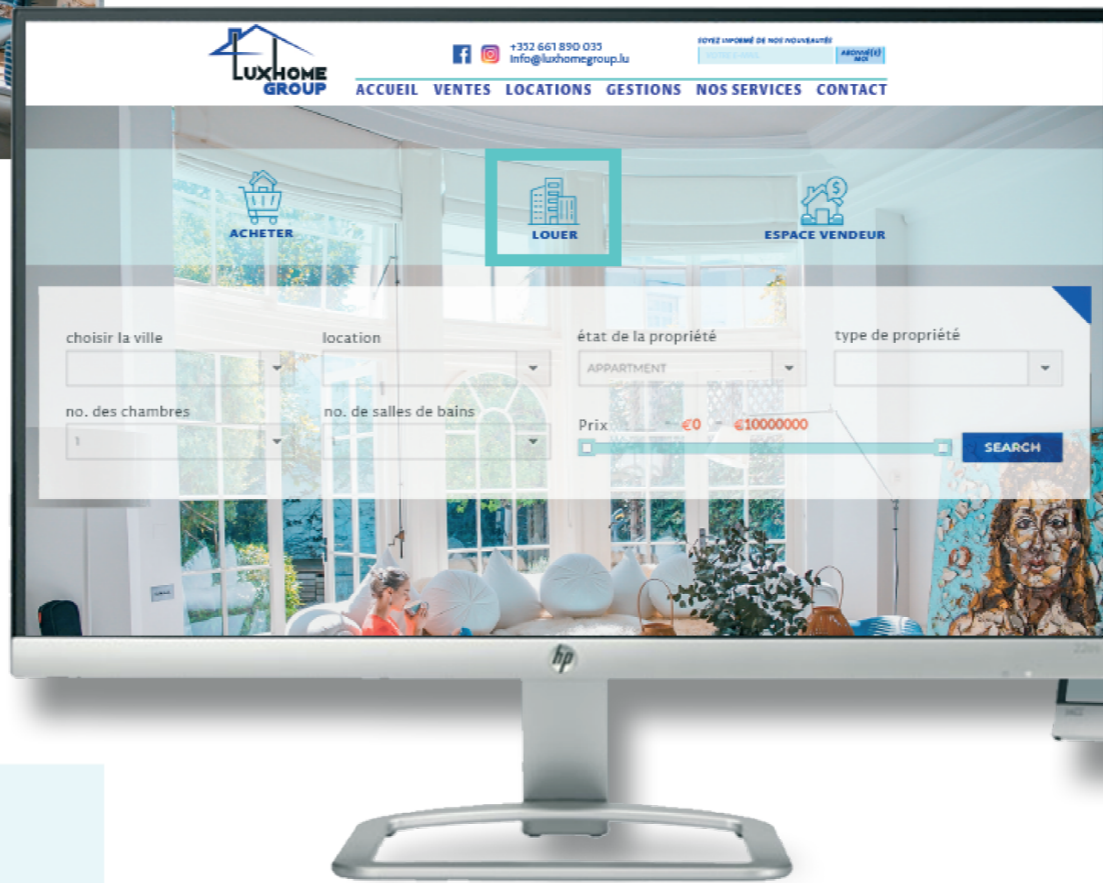 LUXHOME
GROUP
+352 661 890 035
info@luxhomegroup.lu
SOYEZ INFORMÉ DE NOS NOUVEAUTÉS
ABONNÉ(E)
MOI
ACCUEIL VENTES LOCATIONS GESTIONS NOS SERVICES CONTACT
ACHETER
LOUER
ESPACE VENDEUR
choisir la ville
location
état de la propriété
type de propriété
APPARTMENT
no. des chambres
no. de salles de bains
Prix
€0 - €10000000
1
SEARCH
hp